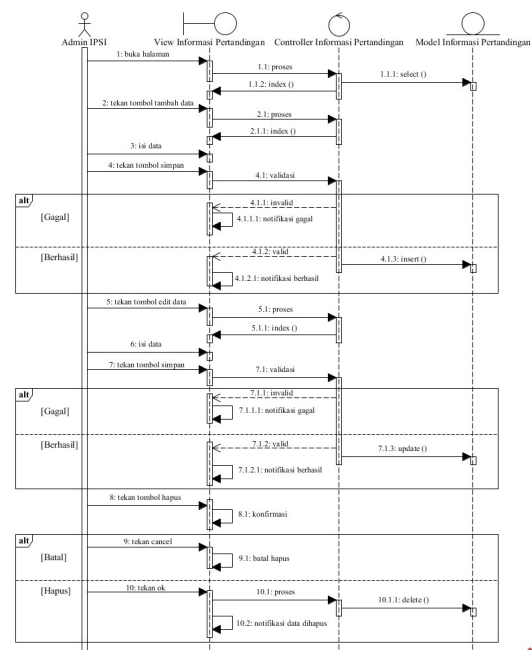 Admin IPSI
View Informasi Pertandingan
Controller Informasi Pertandingan
Model Informasi Pertandingan
1: buka halaman
1.1: proses
1.1.1: select ()
1.1.2: index ()
2: tekan tombol tambah data
2.1: proses
2.1.1: index ()
3: isi data
4: tekan tombol simpan
4.1: validasi
alt
[Gagal]
4.1.1: invalid
4.1.1.1: notifikasi gagal
[Berhasil]
4.1.2: valid
4.1.3: insert ()
4.1.2.1: notifikasi berhasil
5: tekan tombol edit data
5.1: proses
5.1.1: index ()
6: isi data
7: tekan tombol simpan
7.1: validasi
alt
[Gagal]
7.1.1: invalid
7.1.1.1: notifikasi gagal
[Berhasil]
7.1.2: valid
7.1.3: update ()
7.1.2.1: notifikasi berhasil
8: tekan tombol hapus
8.1: konfirmasi
alt
[Batal]
9: tekan cancel
9.1: batal hapus
[Hapus]
10: tekan ok
10.1: proses
10.1.1: delete ()
10.2: notifikasi data dihapus